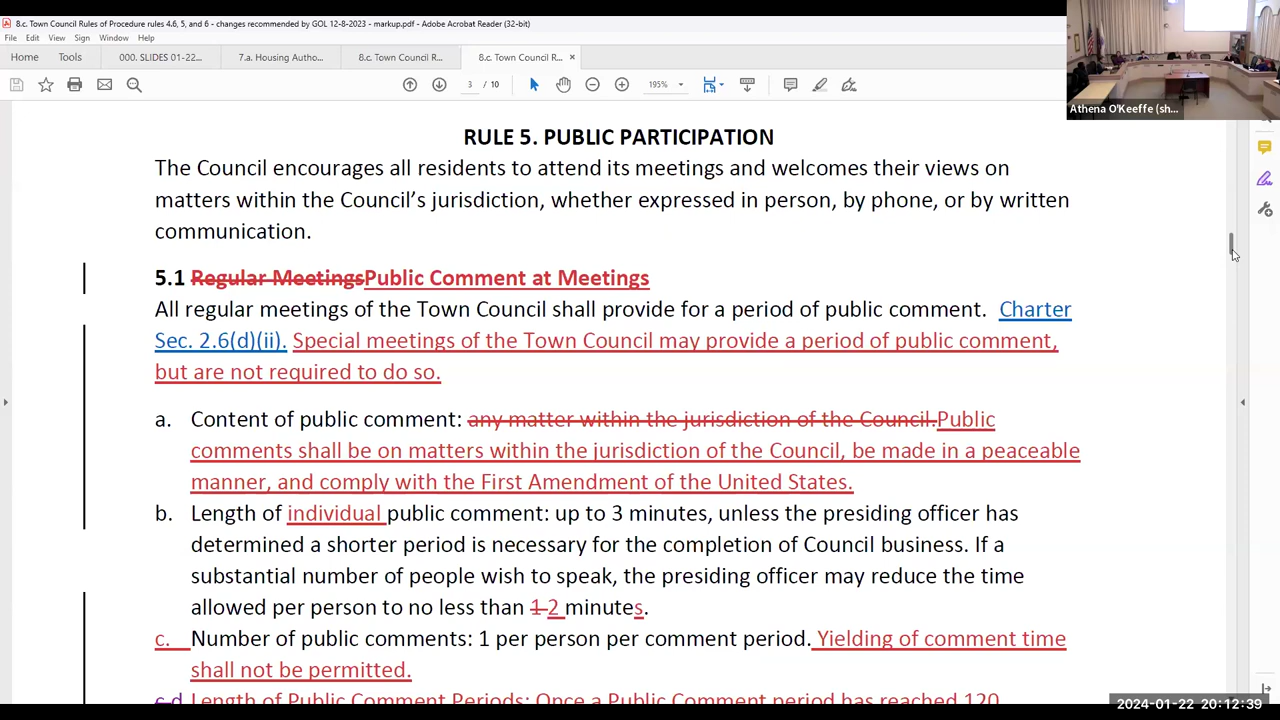 8.c. Town Council Rules of Procedure rules 4.6, 5, and 6 - changes recommended by GOL 12-8-2023 - markup.pdf - Adobe Acrobat Reader (32-bit)
File Edit View Sign Window Help
Home Tools 000. SLIDES 01-22... 7.a. Housing Autho... 8.c. Town Council R... 8.c. Town Council R... ×
3 / 10 195%
Athena O'Keeffe (sh...
RULE 5. PUBLIC PARTICIPATION
The Council encourages all residents to attend its meetings and welcomes their views on
matters within the Council's jurisdiction, whether expressed in person, by phone, or by written
communication.
5.1 Regular MeetingsPublic Comment at Meetings
All regular meetings of the Town Council shall provide for a period of public comment. Charter
Sec. 2.6(d)(ii). Special meetings of the Town Council may provide a period of public comment,
but are not required to do so.
a. Content of public comment: any matter within the jurisdiction of the Council.Public
comments shall be on matters within the jurisdiction of the Council, be made in a peaceable
manner, and comply with the First Amendment of the United States.
b. Length of individual public comment: up to 3 minutes, unless the presiding officer has
determined a shorter period is necessary for the completion of Council business. If a
substantial number of people wish to speak, the presiding officer may reduce the time
allowed per person to no less than 1 2 minutes.
c. Number of public comments: 1 per person per comment period. Yielding of comment time
shall not be permitted.
c.d. Length of Public Comment Periods: Once a Public Comment period has reached 120
2024-01-22 20:12:39